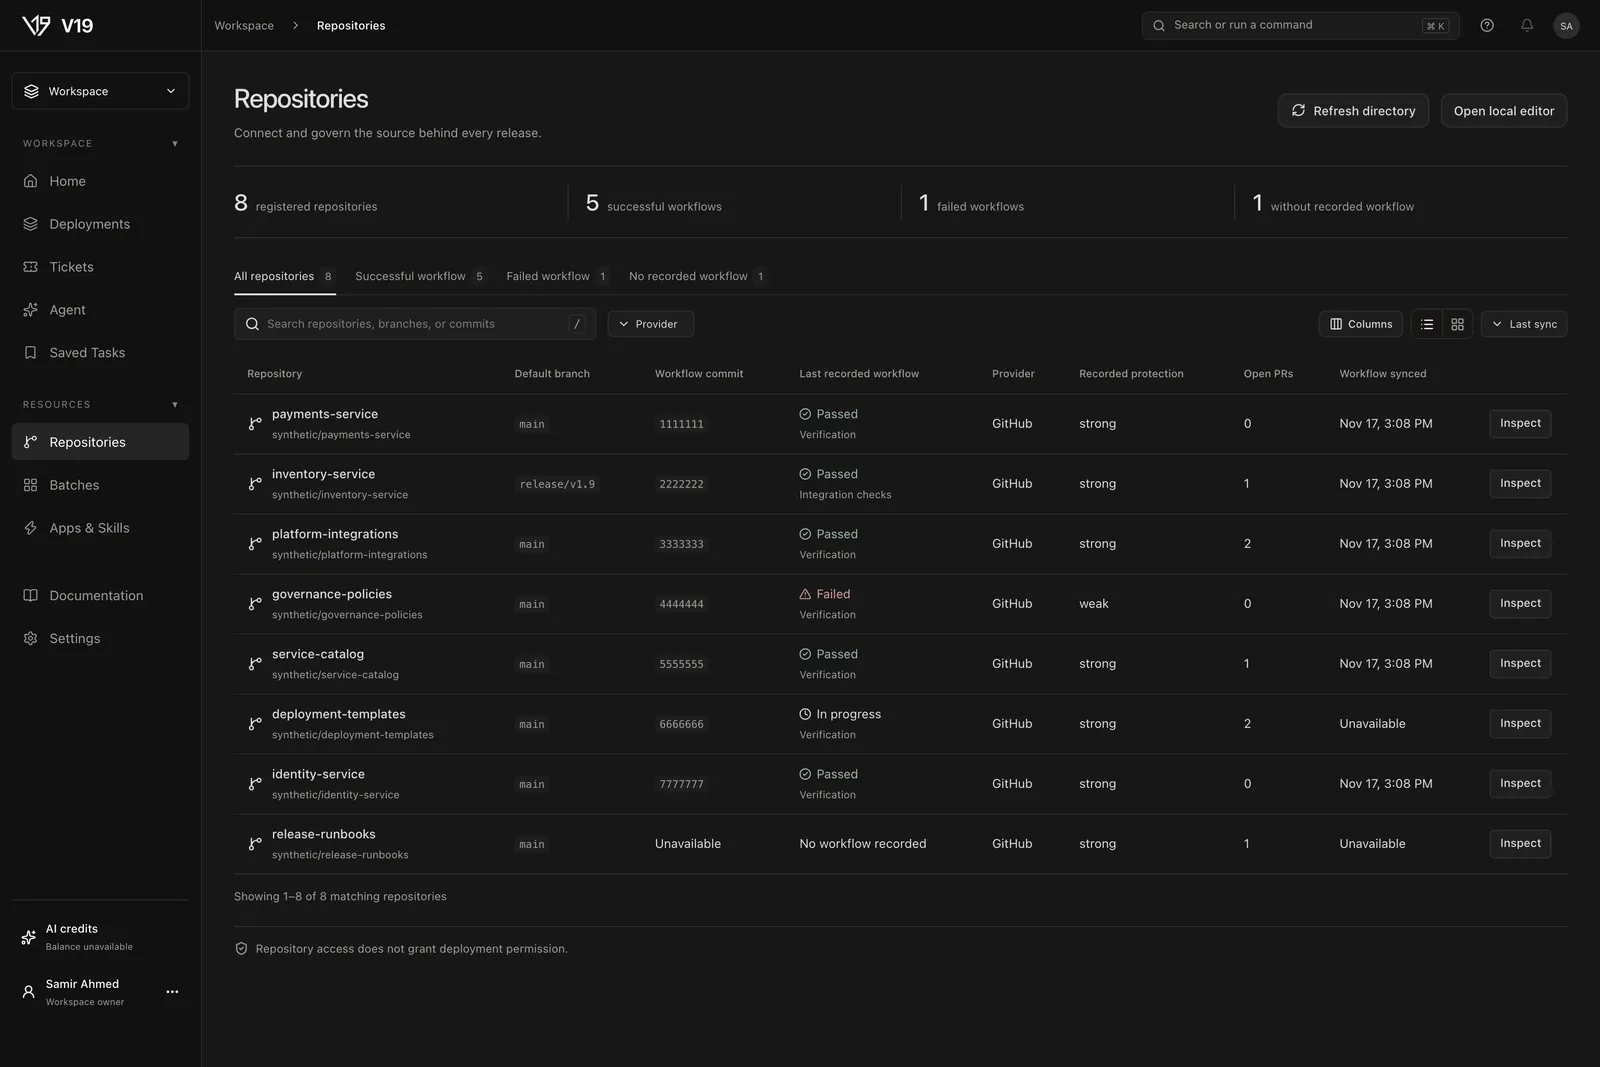 V19
Workspace > Repositories
Search or run a command ⌘ K
SA
Workspace
WORKSPACE
Home
Deployments
Tickets
Agent
Saved Tasks
RESOURCES
Repositories
Batches
Apps & Skills
Documentation
Settings
AI credits
Balance unavailable
Samir Ahmed
Workspace owner
Repositories
Connect and govern the source behind every release.
Refresh directory
Open local editor
8 registered repositories
5 successful workflows
1 failed workflows
1 without recorded workflow
All repositories 8 Successful workflow 5 Failed workflow 1 No recorded workflow 1
Search repositories, branches, or commits /
Provider
Columns
Last sync
Repository Default branch Workflow commit Last recorded workflow Provider Recorded protection Open PRs Workflow synced
payments-service
synthetic/payments-service
main 1111111
Passed
Verification
GitHub strong 0 Nov 17, 3:08 PM Inspect
inventory-service
synthetic/inventory-service
release/v1.9 2222222
Passed
Integration checks
GitHub strong 1 Nov 17, 3:08 PM Inspect
platform-integrations
synthetic/platform-integrations
main 3333333
Passed
Verification
GitHub strong 2 Nov 17, 3:08 PM Inspect
governance-policies
synthetic/governance-policies
main 4444444
Failed
Verification
GitHub weak 0 Nov 17, 3:08 PM Inspect
service-catalog
synthetic/service-catalog
main 5555555
Passed
Verification
GitHub strong 1 Nov 17, 3:08 PM Inspect
deployment-templates
synthetic/deployment-templates
main 6666666
In progress
Verification
GitHub strong 2 Unavailable Inspect
identity-service
synthetic/identity-service
main 7777777
Passed
Verification
GitHub strong 0 Nov 17, 3:08 PM Inspect
release-runbooks
synthetic/release-runbooks
main Unavailable No workflow recorded GitHub strong 1 Unavailable Inspect
Showing 1–8 of 8 matching repositories
Repository access does not grant deployment permission.